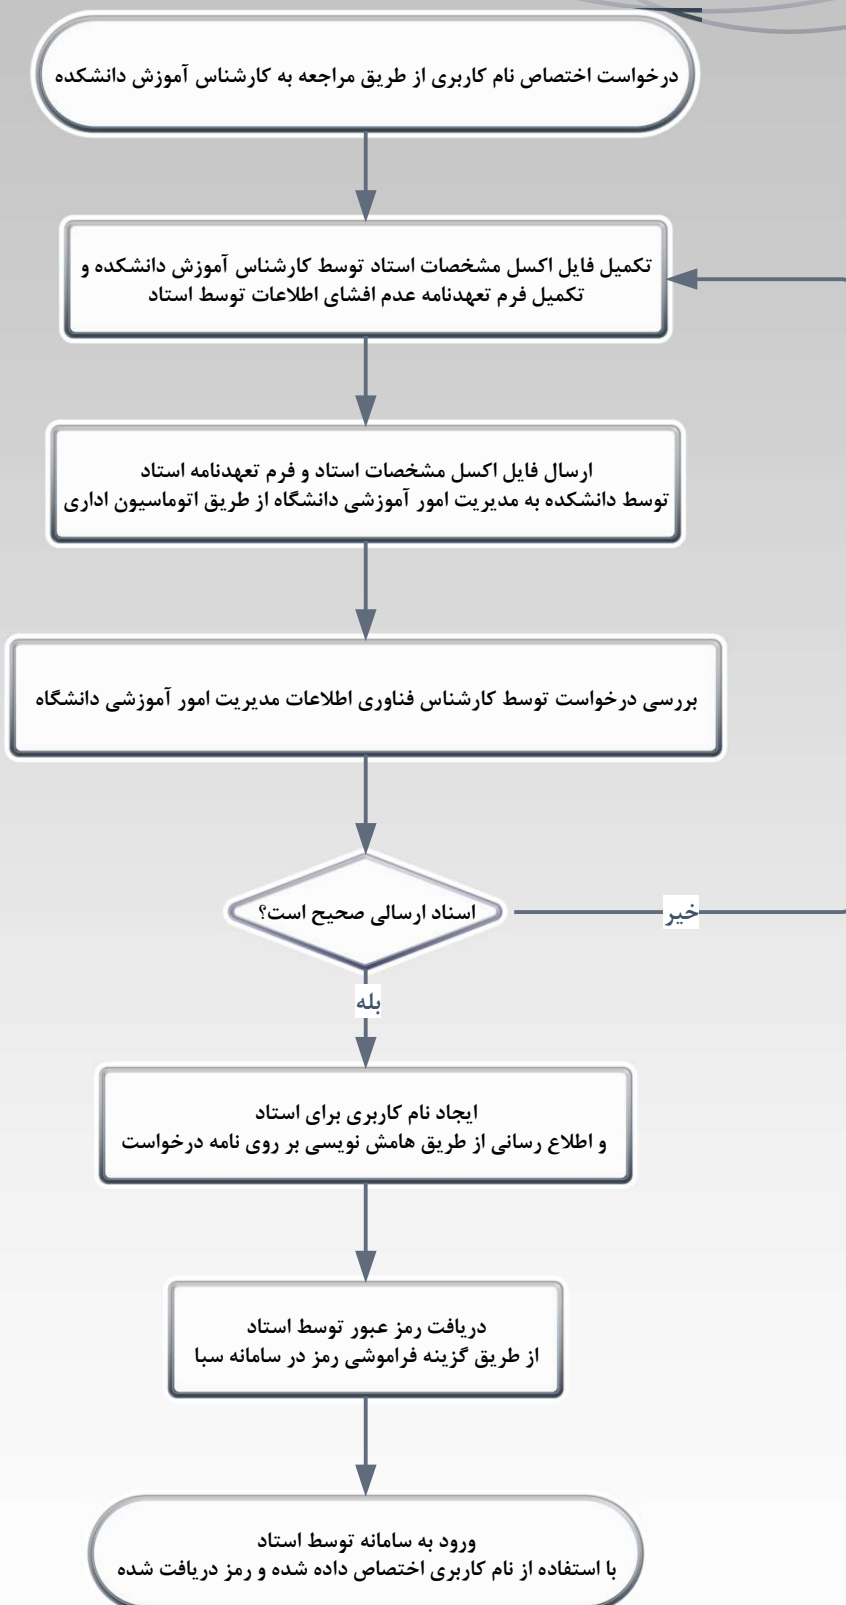 درخواست اختصاص نام کاربری از طریق مراجعه به کارشناس آموزش دانشکده
تکمیل فایل اکسل مشخصات استاد توسط کارشناس آموزش دانشکده و
تکمیل فرم تعهدنامه عدم افشای اطلاعات توسط استاد
ارسال فایل اکسل مشخصات استاد و فرم تعهدنامه استاد
توسط دانشکده به مدیریت امور آموزشی دانشگاه از طریق اتوماسیون اداری
بررسی درخواست توسط کارشناس فناوری اطلاعات مدیریت امور آموزشی دانشگاه
اسناد ارسالی صحیح است؟
خیر
بله
ایجاد نام کاربری برای استاد
و اطلاع رسانی از طریق هامش نویسی بر روی نامه درخواست
دریافت رمز عبور توسط استاد
از طریق گزینه فراموشی رمز در سامانه سبا
ورود به سامانه توسط استاد
با استفاده از نام کاربری اختصاص داده شده و رمز دریافت شده